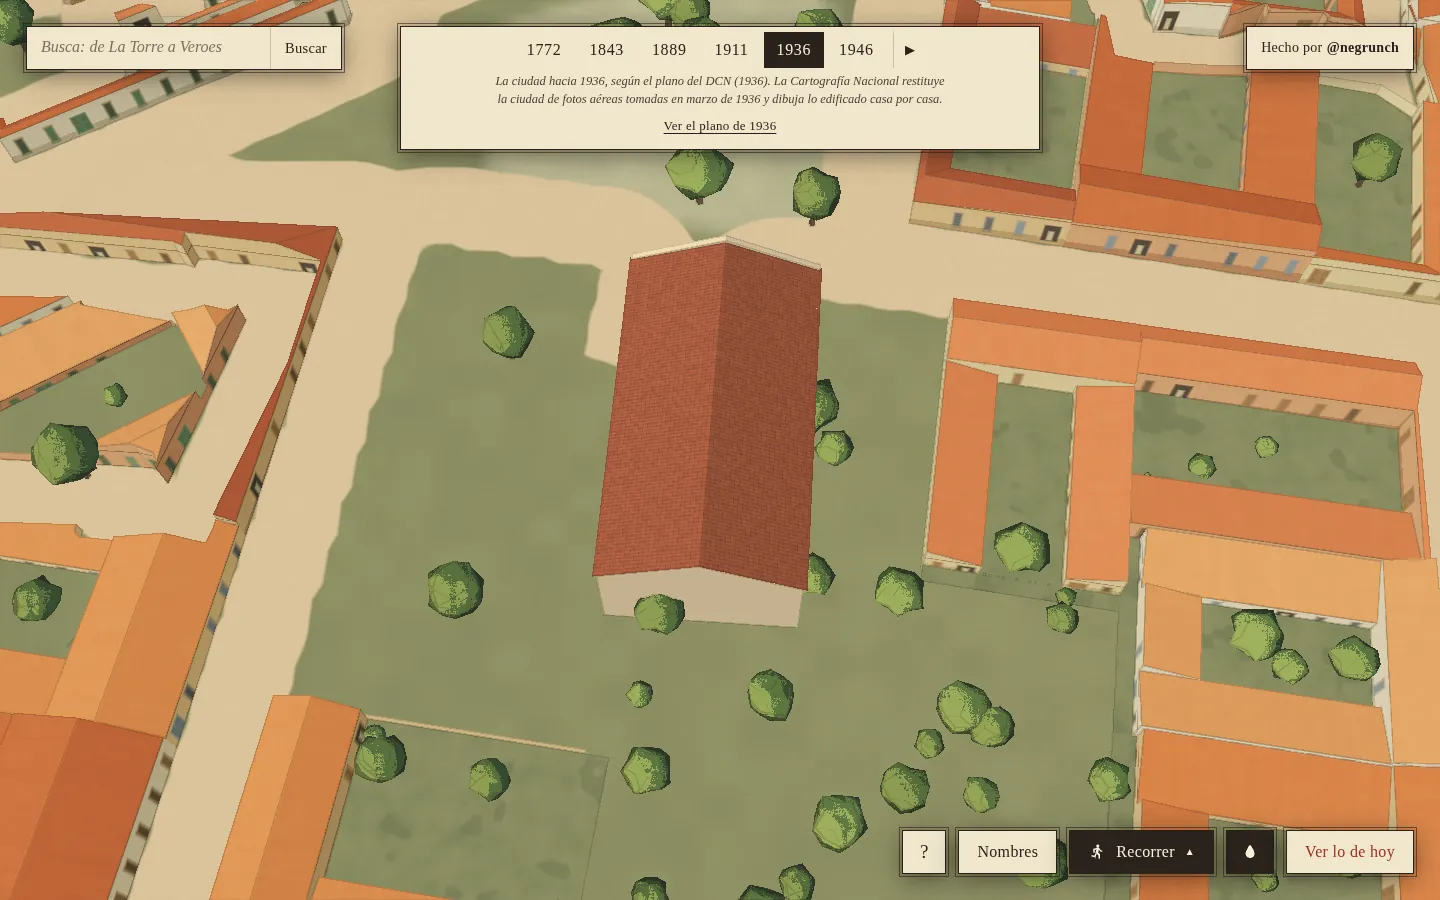 Busca: de La Torre a Veroes
Buscar
1772 1843 1889 1911 1936 1946 ▶
La ciudad hacia 1936, según el plano del DCN (1936). La Cartografía Nacional restituye
la ciudad de fotos aéreas tomadas en marzo de 1936 y dibuja lo edificado casa por casa.
Ver el plano de 1936
Hecho por @negrunch
?
Nombres
Recorrer ▲
Ver lo de hoy